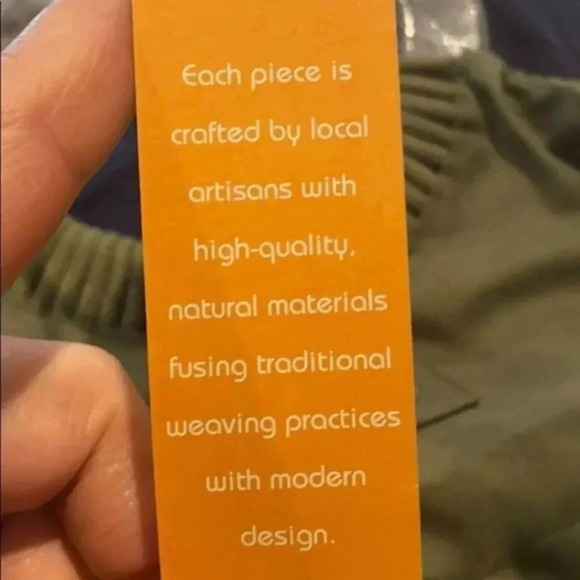 Each piece is
crafted by local
artisans with
high-quality,
natural materials
fusing traditional
weaving practices
with modern
design.